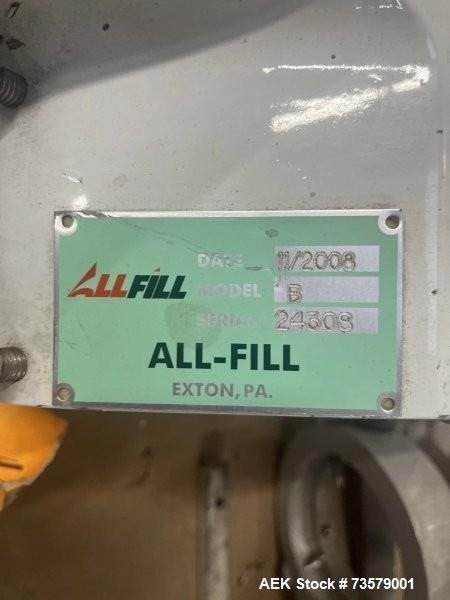 DATE 11/2008
ALLFILL MODEL B
SERIAL 24308
ALL-FILL
EXTON, PA.
AEK Stock # 73579001